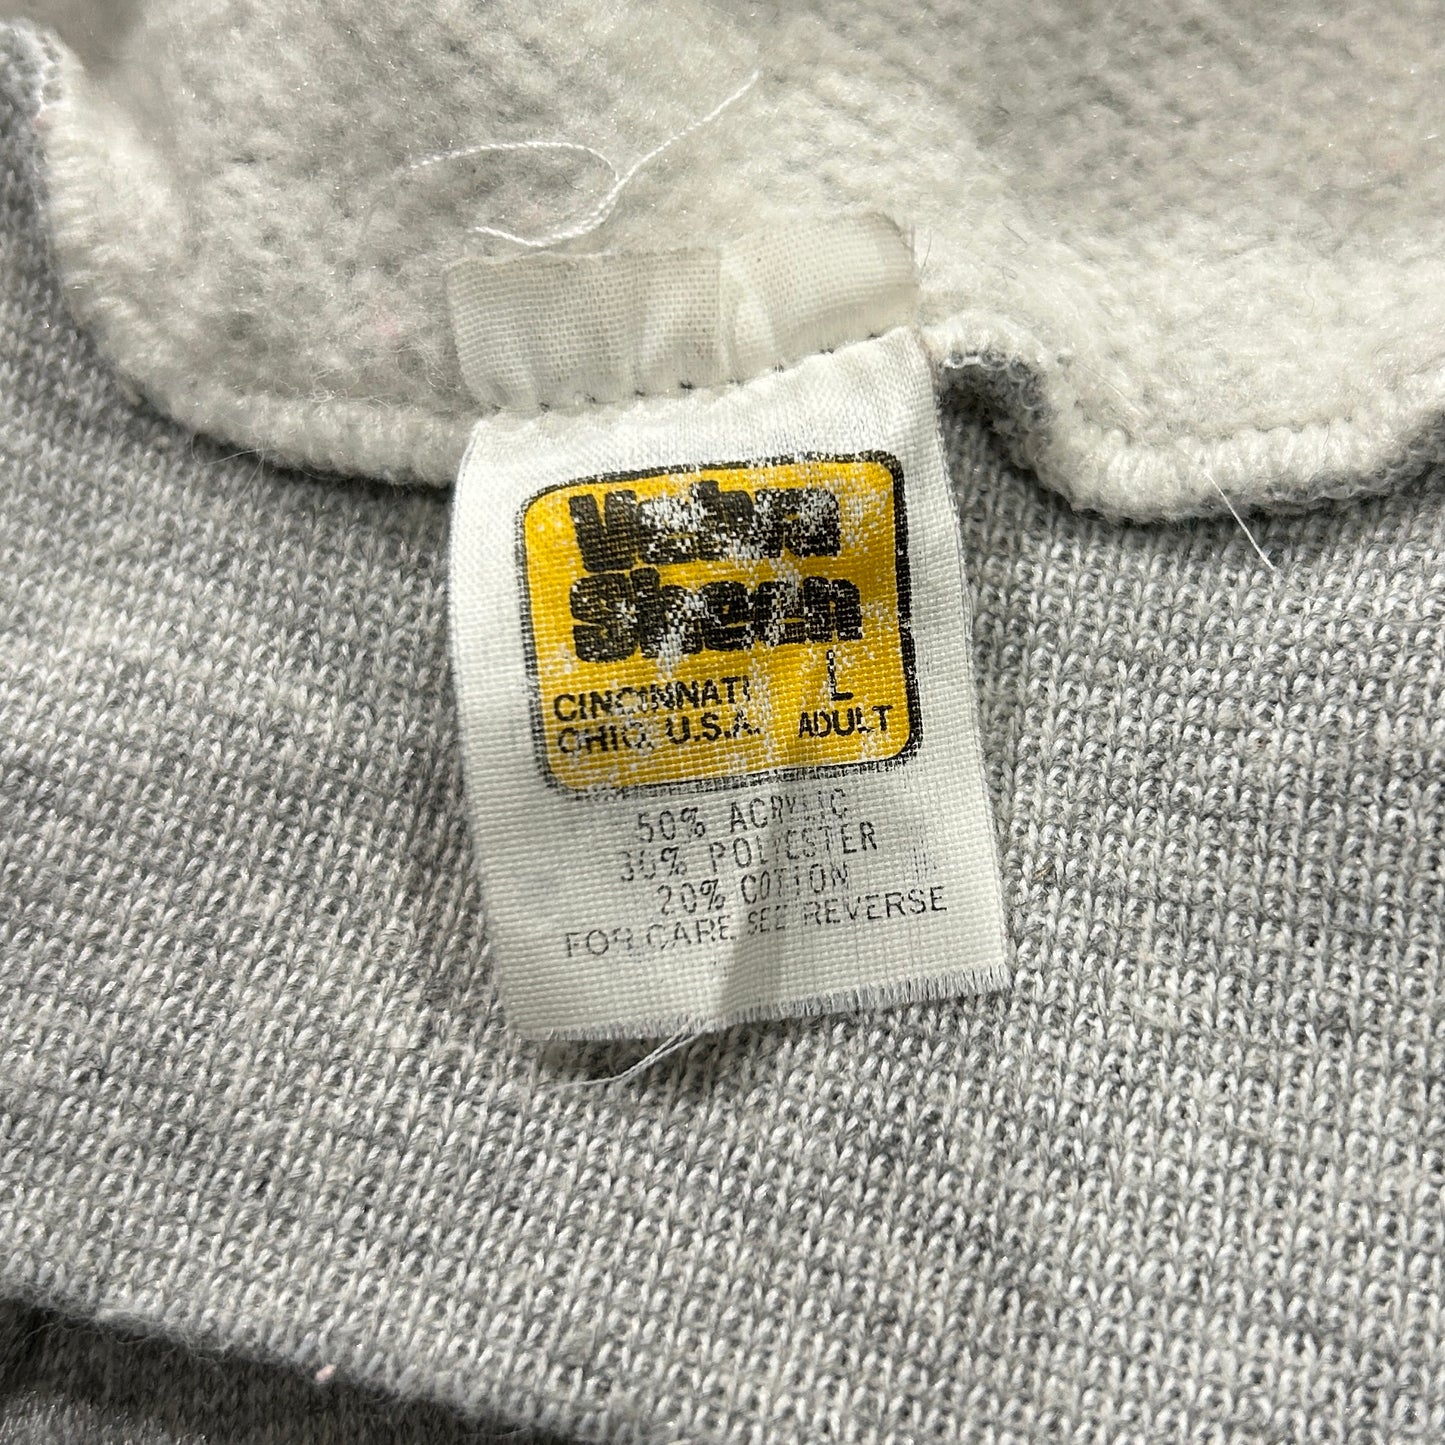 Velva
Sheen
CINCINNATI L
OHIO, U.S.A. ADULT
50% ACRYLIC
30% POLYESTER
20% COTTON
FOR CARE SEE REVERSE